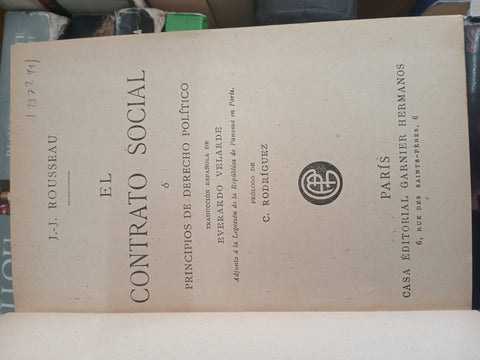 J.-J. ROUSSEAU
EL
CONTRATO SOCIAL
Ó
PRINCIPIOS DE DERECHO POLÍTICO
TRADUCCIÓN ESPAÑOLA DE
EVERARDO VELARDE
Adjunto á la Legación de la República de Panamá en París.
PRÓLOGO DE
C. RODRÍGUEZ
PARÍS
CASA EDITORIAL GARNIER HERMANOS
6, RUE DES SAINTS-PÈRES, 6